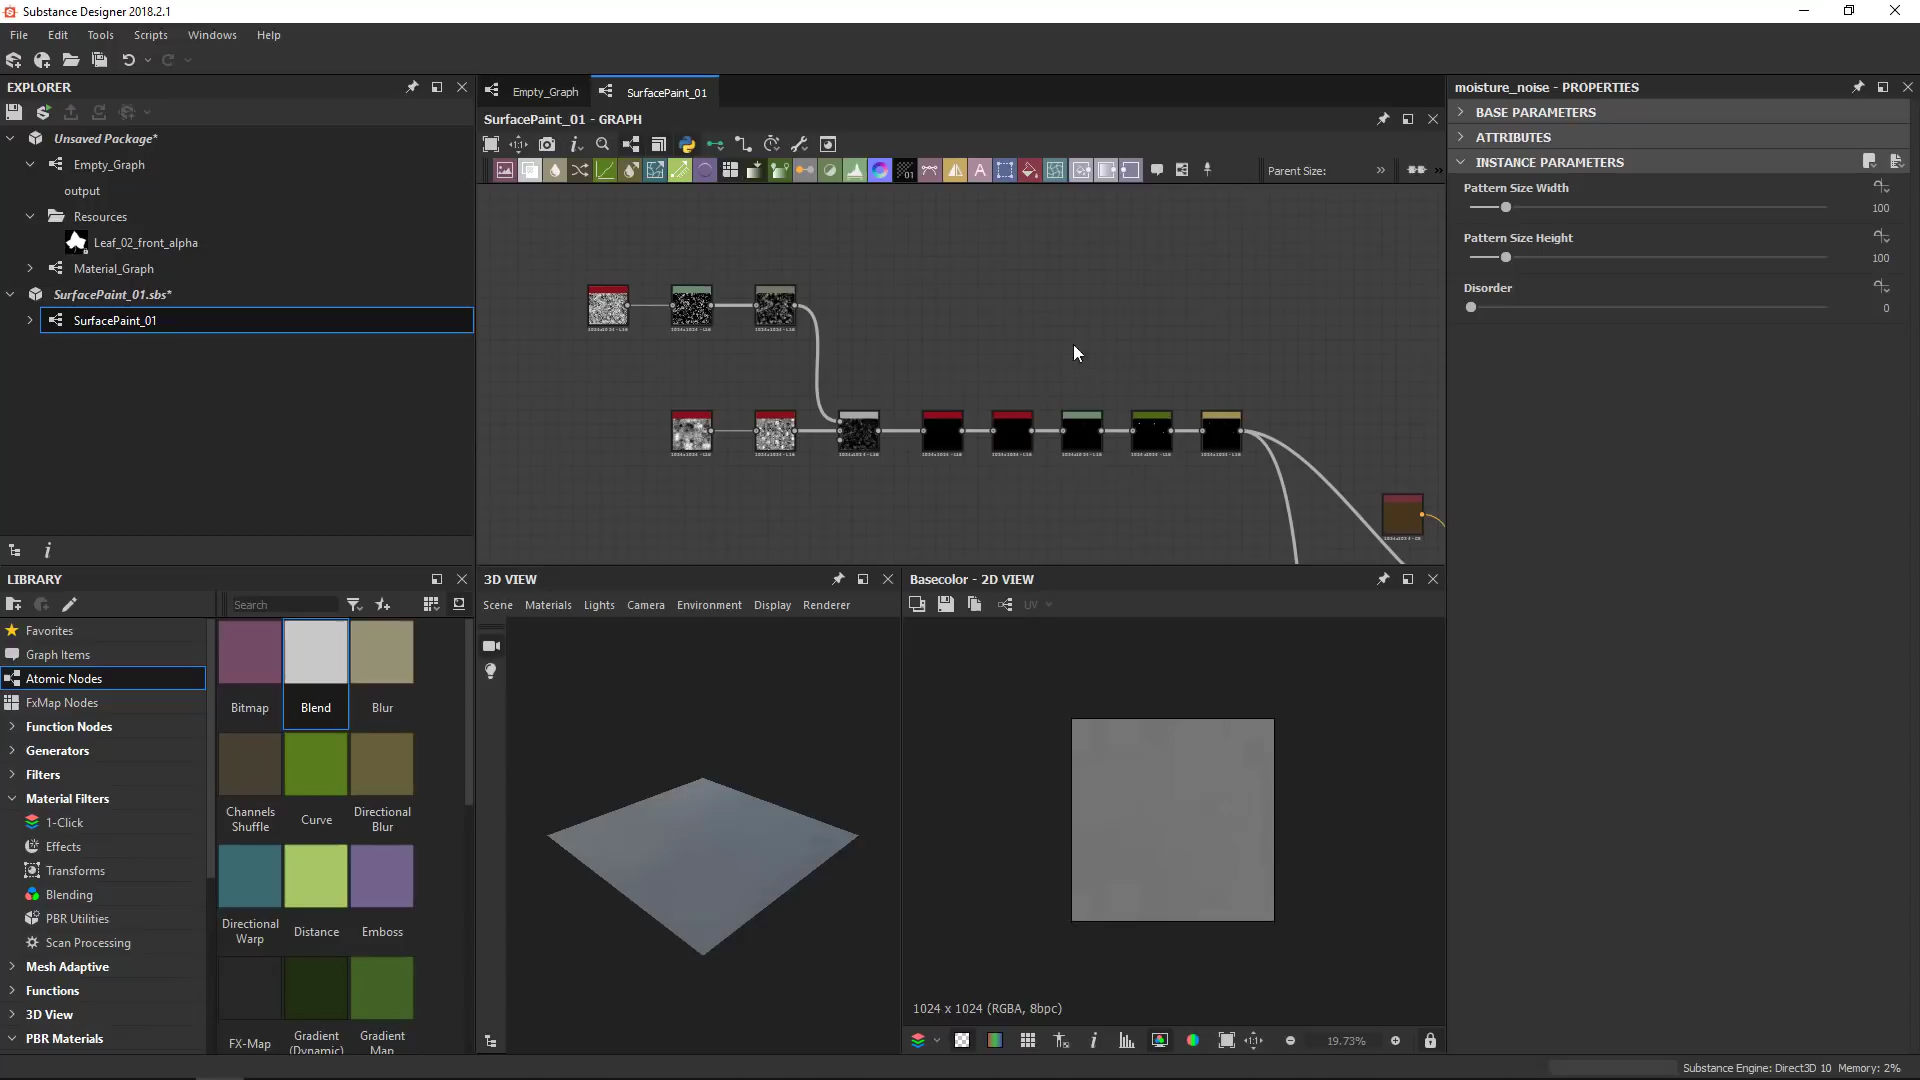 Substance Designer 2018.2.1
File Edit Tools Scripts Windows Help
EXPLORER
Unsaved Package*
Empty_Graph
output
Resources
Leaf_02_front_alpha
Material_Graph
SurfacePaint_01.sbs*
SurfacePaint_01
Empty_Graph SurfacePaint_01
SurfacePaint_01 - GRAPH
Parent Size:
moisture_noise - PROPERTIES
BASE PARAMETERS
ATTRIBUTES
INSTANCE PARAMETERS
Pattern Size Width
100
Pattern Size Height
100
Disorder
0
LIBRARY
Search
Favorites
Graph Items
Atomic Nodes
FxMap Nodes
Function Nodes
Generators
Filters
Material Filters
1-Click
Effects
Transforms
Blending
PBR Utilities
Scan Processing
Mesh Adaptive
Functions
3D View
PBR Materials
Bitmap Blend Blur
Channels Shuffle
Curve
Directional Blur
Directional Warp
Distance
Emboss
FX-Map
Gradient (Dynamic)
Gradient Map
3D VIEW
Scene Materials Lights Camera Environment Display Renderer
Basecolor - 2D VIEW
UV
1024 x 1024 (RGBA, 8bpc)
19.73%
Substance Engine: Direct3D 10 Memory: 2%